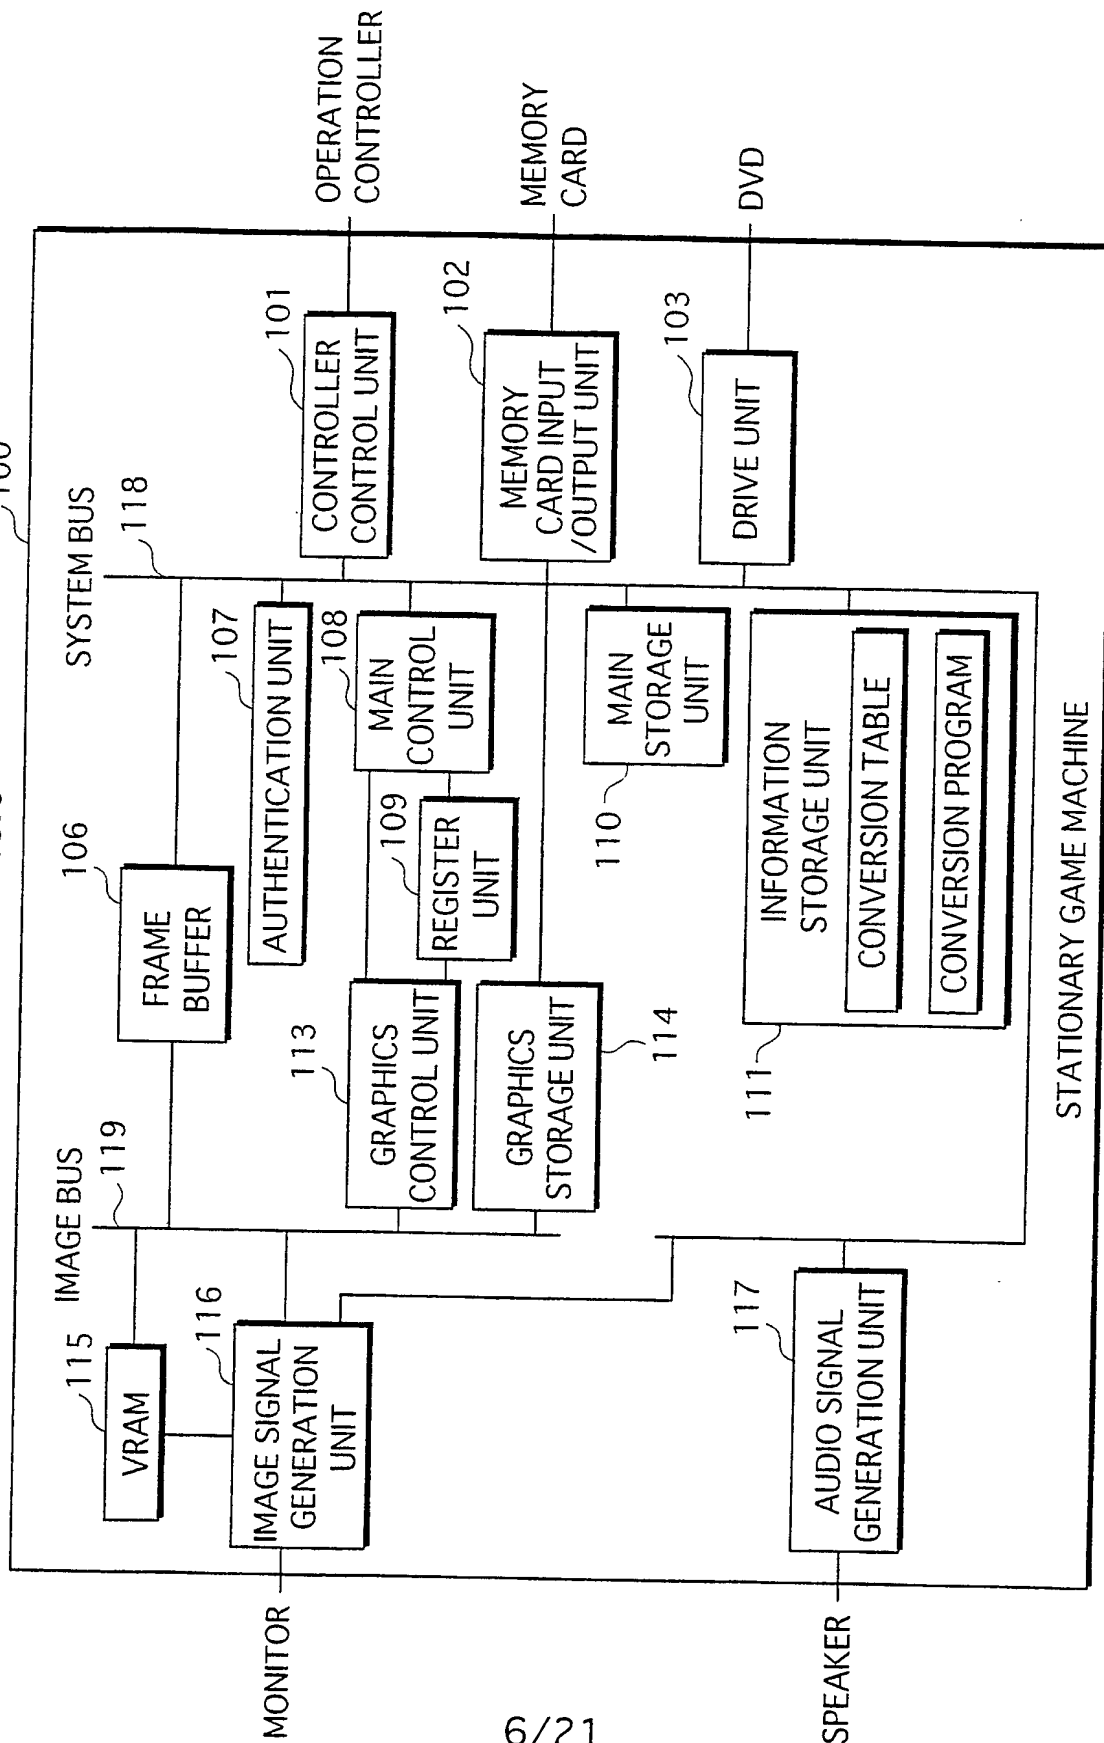 100
SYSTEM BUS
118
IMAGE BUS
119
OPERATION
CONTROLLER
101
CONTROLLER
CONTROL UNIT
MEMORY
CARD
102
MEMORY
CARD INPUT
/OUTPUT UNIT
DVD
103
DRIVE UNIT
106
FRAME
BUFFER
107
AUTHENTICATION UNIT
108
MAIN
CONTROL
UNIT
109
REGISTER
UNIT
110
MAIN
STORAGE
UNIT
111
INFORMATION
STORAGE UNIT
CONVERSION TABLE
CONVERSION PROGRAM
113
GRAPHICS
CONTROL UNIT
114
GRAPHICS
STORAGE UNIT
115
VRAM
116
IMAGE SIGNAL
GENERATION
UNIT
117
AUDIO SIGNAL
GENERATION UNIT
MONITOR
SPEAKER
STATIONARY GAME MACHINE
6/21